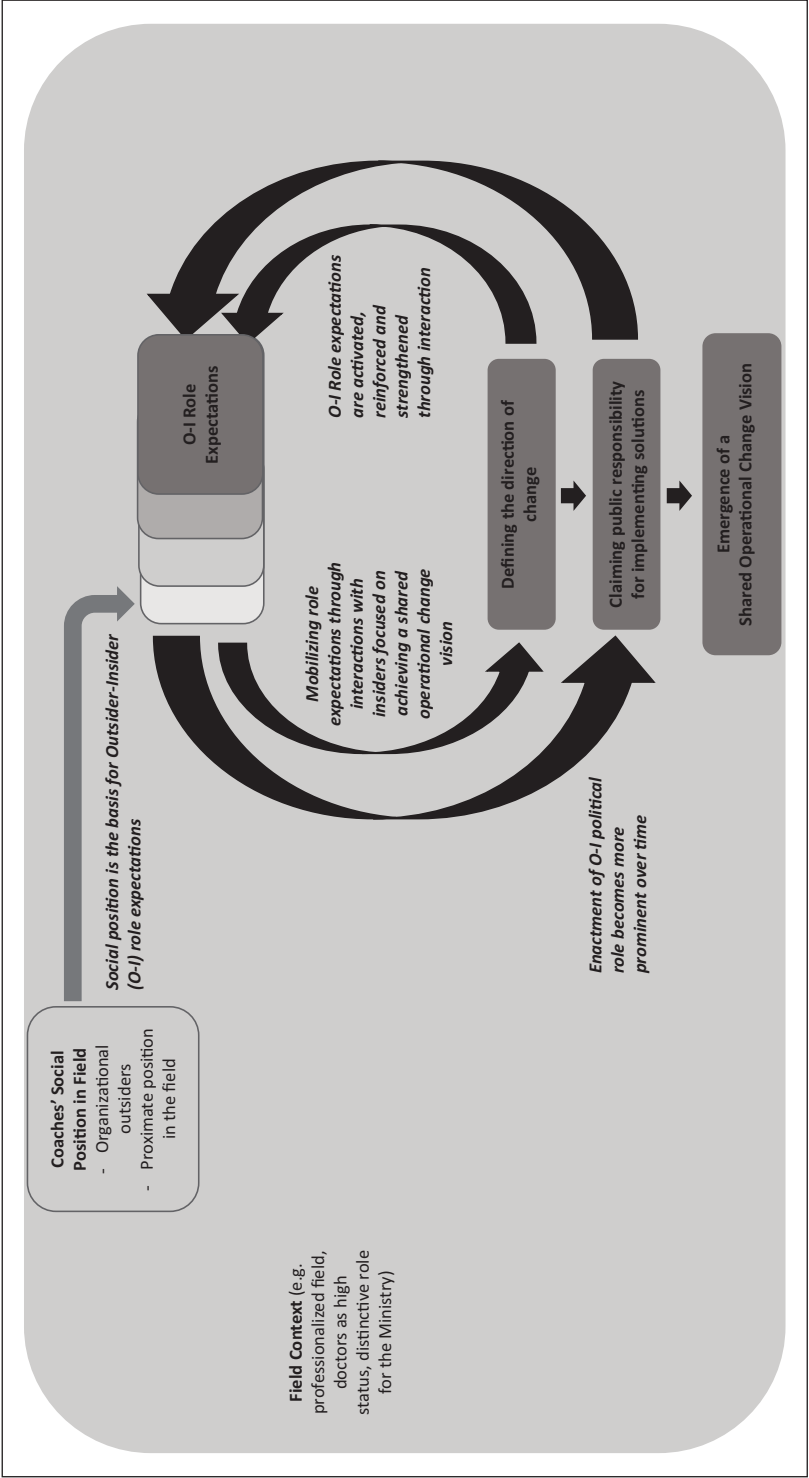 Field Context (e.g.
professionalized field,
doctors as high
status, distinctive role
for the Ministry)
Coaches’ Social
Position in Field
- Organizational
outsiders
- Proximate position
in the field
Social position is the basis for Outsider-Insider
(O-I) role expectations
O-I Role
Expectations
Mobilizing role
expectations through
interactions with
insiders focused on
achieving a shared
operational change
vision
O-I Role expectations
are activated,
reinforced and
strengthened
through interaction
Enactment of O-I political
role becomes more
prominent over time
Defining the direction of
change
Claiming public responsibility
for implementing solutions
Emergence of a
Shared Operational Change Vision